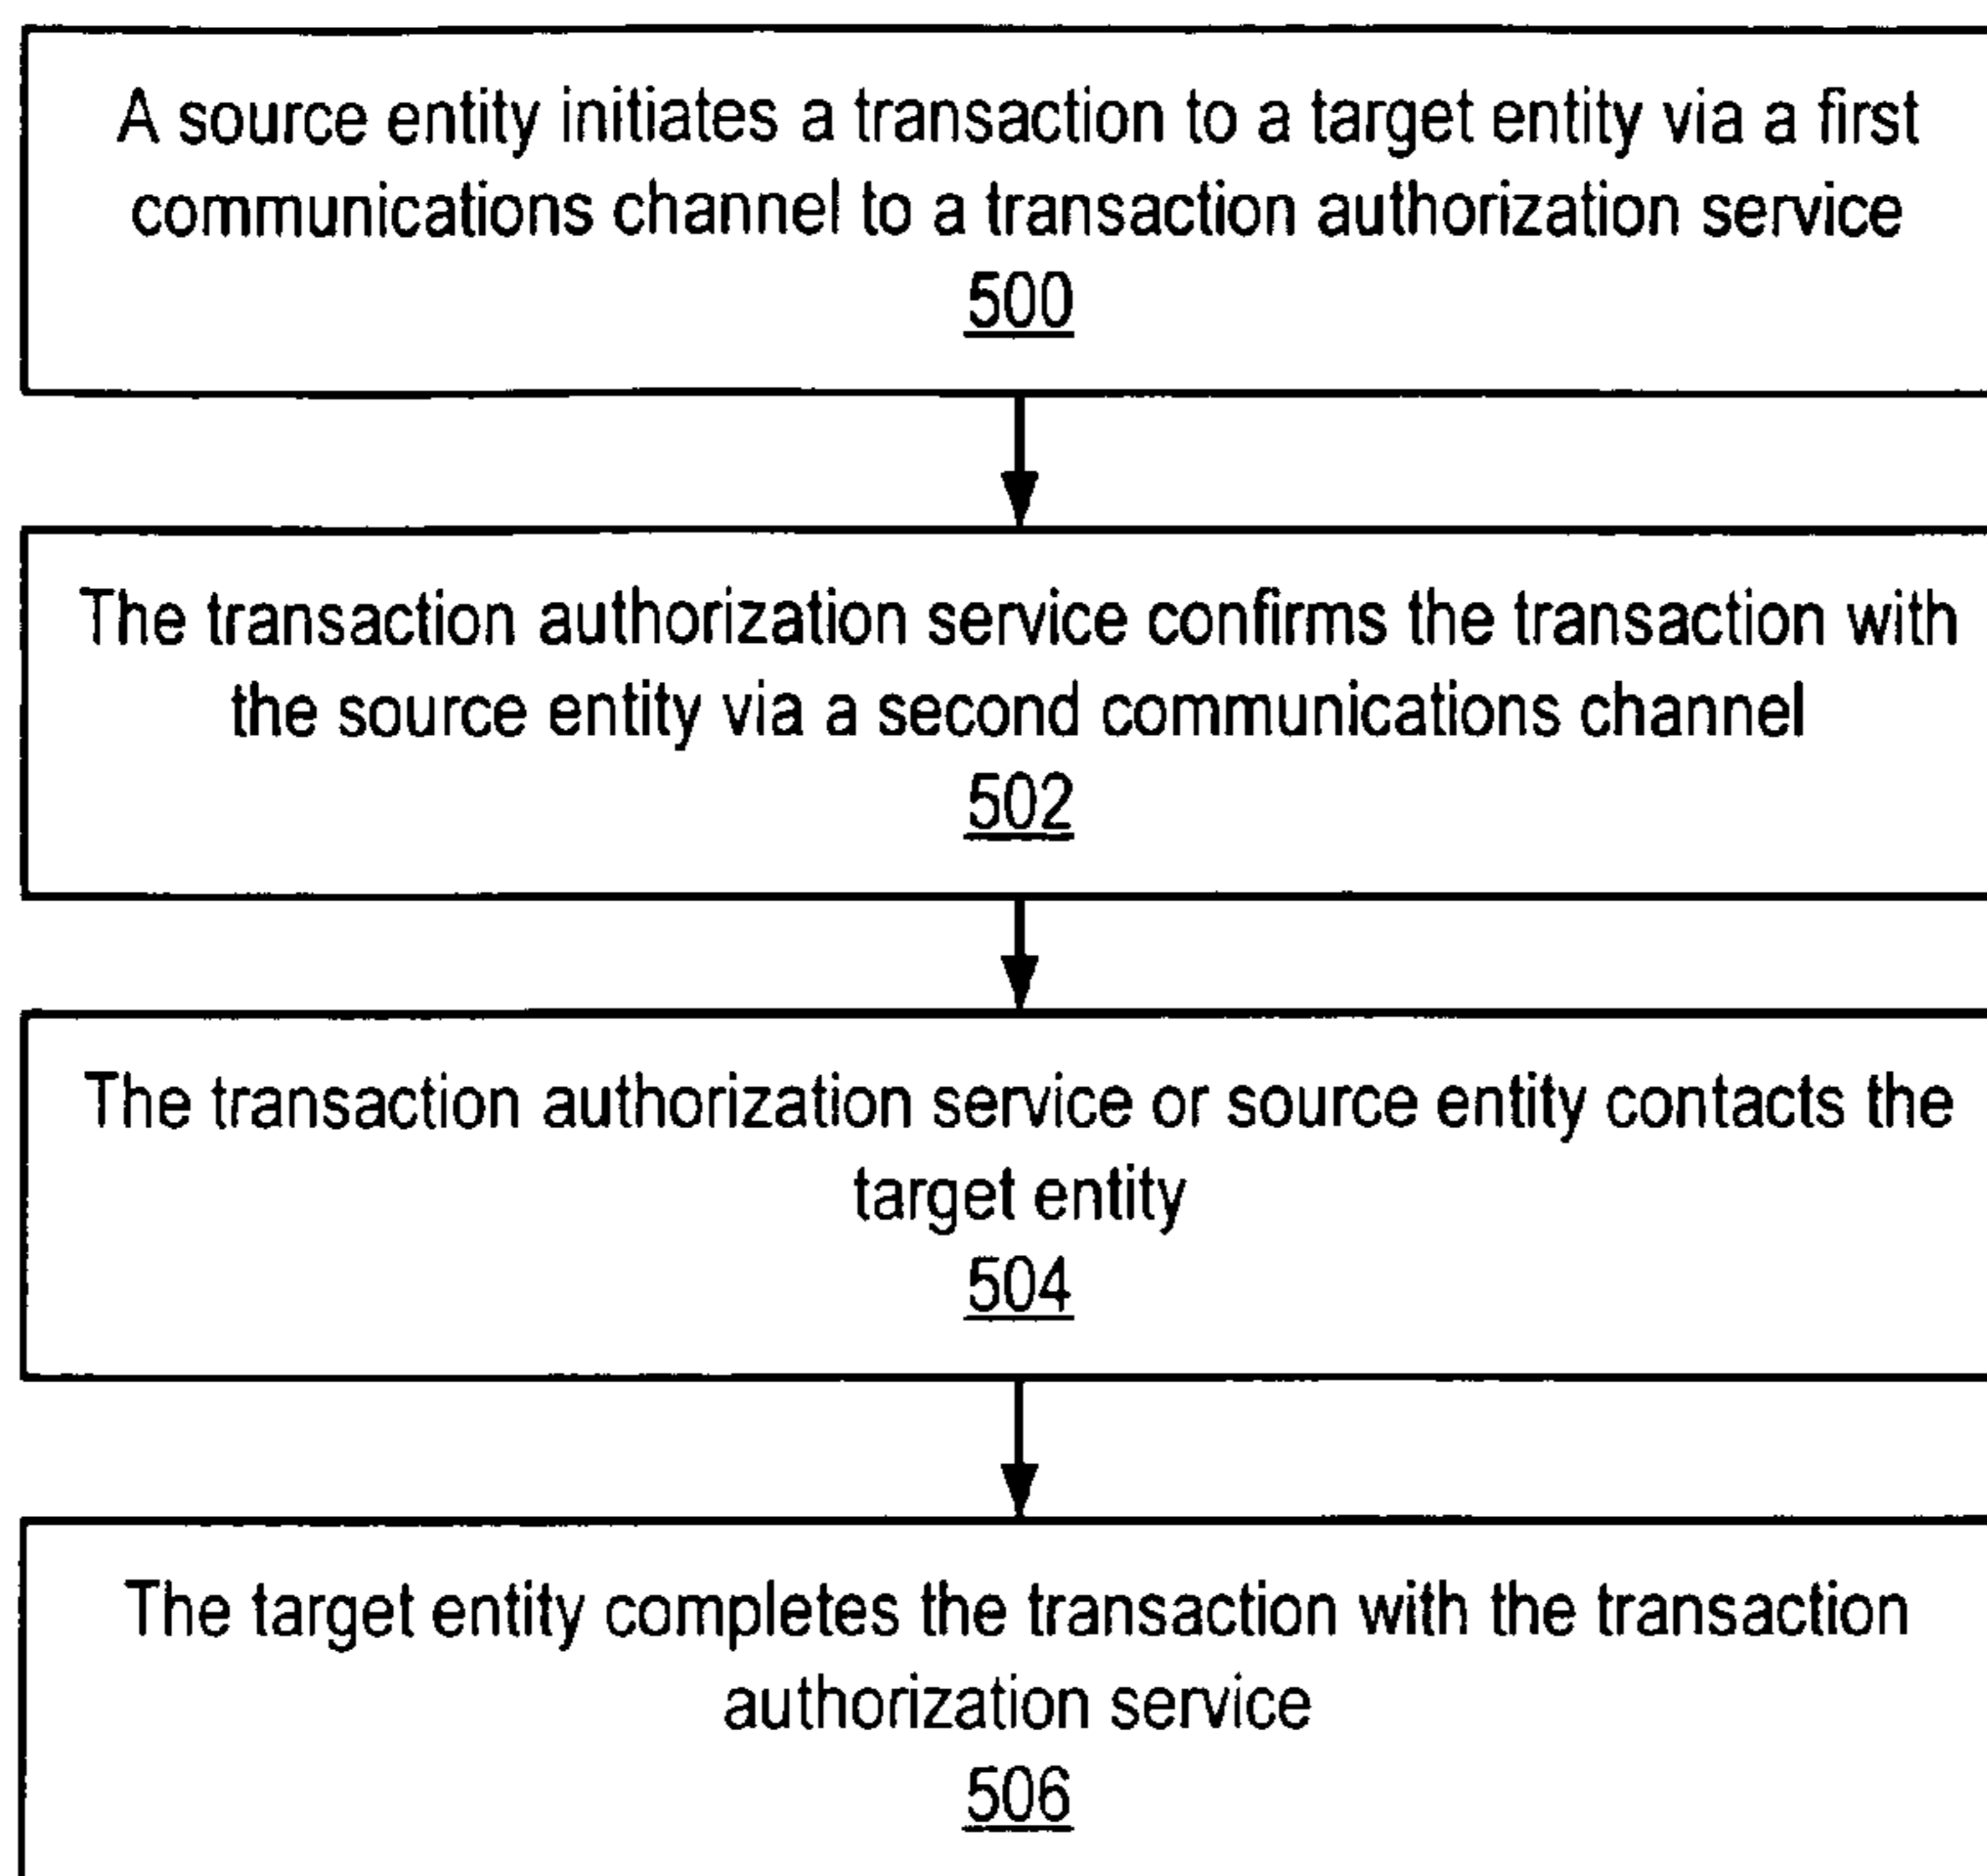 A source entity initiates a transaction to a target entity via a first
communications channel to a transaction authorization service
500
The transaction authorization service confirms the transaction with
the source entity via a second communications channel
502
The transaction authorization service or source entity contacts the
target entity
504
The target entity completes the transaction with the transaction
authorization service
506